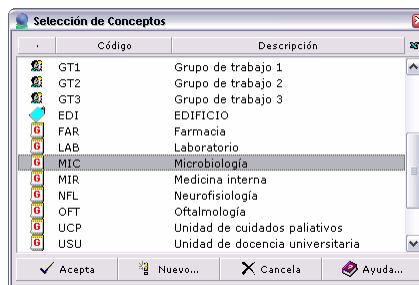 Selección de Conceptos
Código Descripción
GT1 Grupo de trabajo 1
GT2 Grupo de trabajo 2
GT3 Grupo de trabajo 3
EDI EDIFICIO
G FAR Farmacia
G LAB Laboratorio
G MIC Microbiología
G MIR Medicina interna
G NFL Neurofisiología
G OFT Oftalmología
G UCP Unidad de cuidados paliativos
G USU Unidad de docencia universitaria
Acepta Nuevo... Cancela Ayuda...